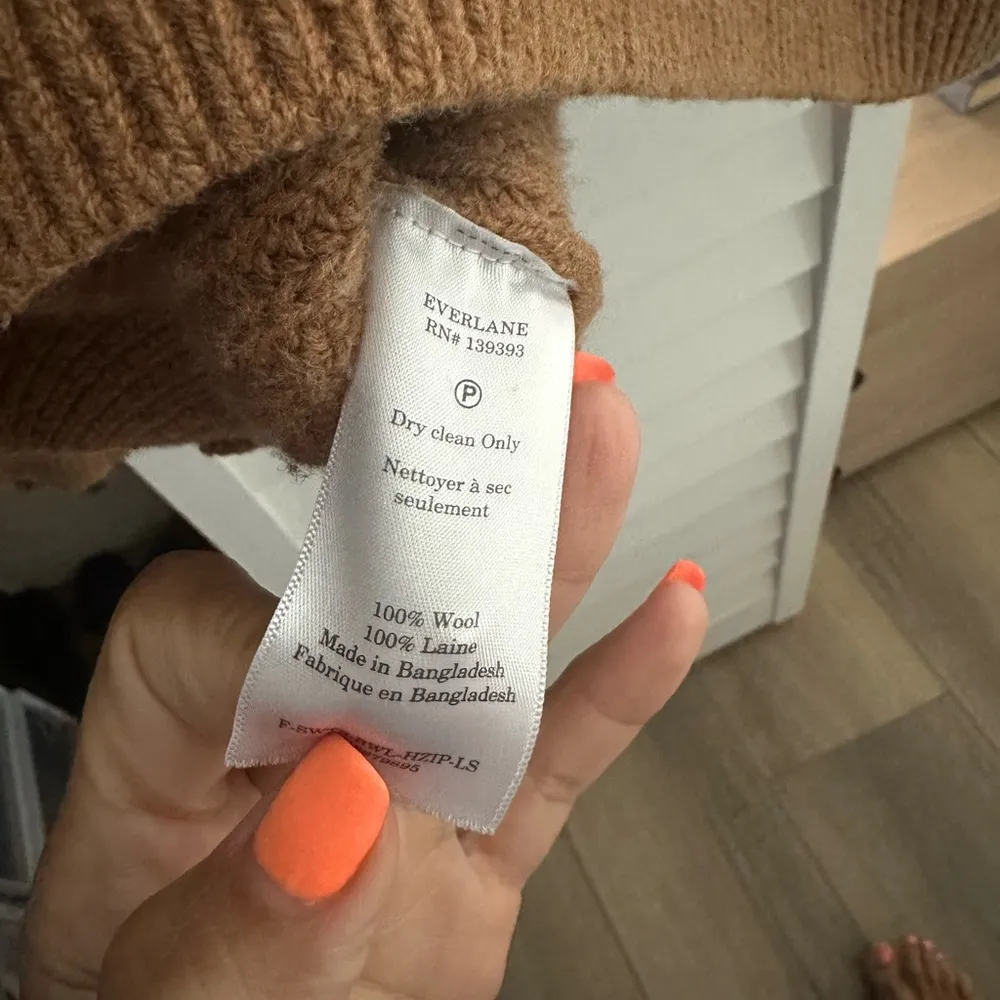 EVERLANE
RN# 139393
P
Dry clean Only
Nettoyer à sec
seulement
100% Wool
100% Laine
Made in Bangladesh
Fabrique en Bangladesh